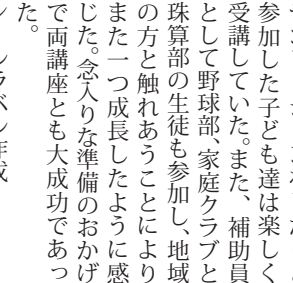 参加した子ども達は楽しく
受講していた。また、補助員
として野球部、家庭クラブと
珠算部の生徒も参加し、地域
の方と触れあうことにより
また一つ成長したように感
じた。念入りな準備のおかげ
で両講座とも大成功であっ
た。